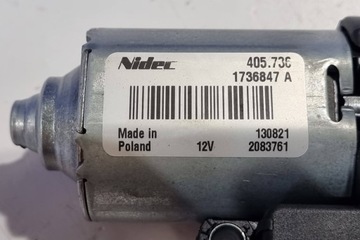 Nidec 405.736
1736847 A
Made in 130821
Poland 12V 2083761